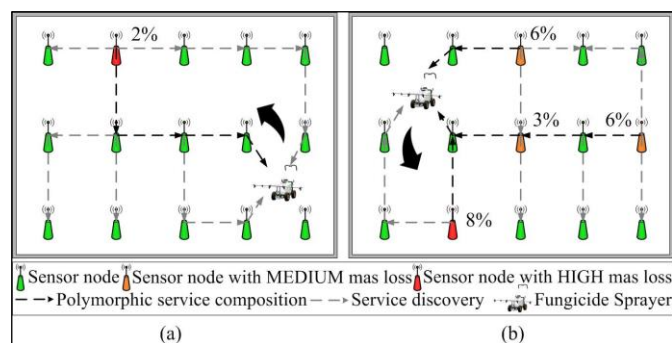 2%
6%
3%
6%
8%
Sensor node Sensor node with MEDIUM mas loss Sensor node with HIGH mas loss
Polymorphic service composition Service discovery Fungicide Sprayer
(a) (b)